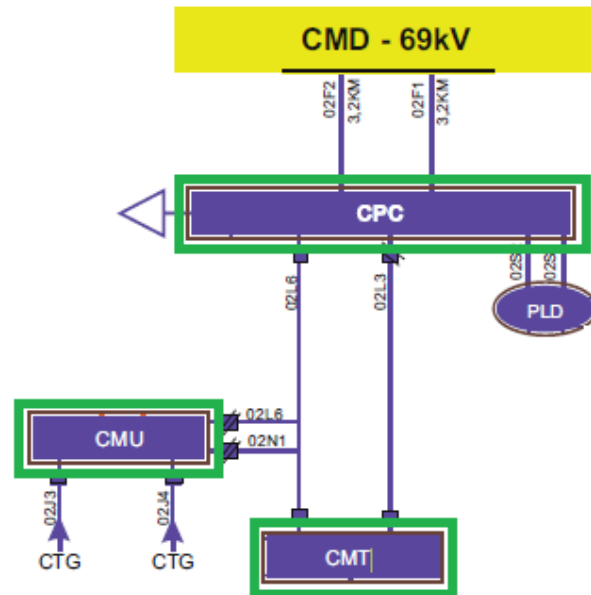 CMD - 69kV
02F2
3,2KM
02F1
3,2KM
CPC
02L6
02L3
PLD
02L6
02N1
CMU
02J3
02J4
CTG
CTG
CMT